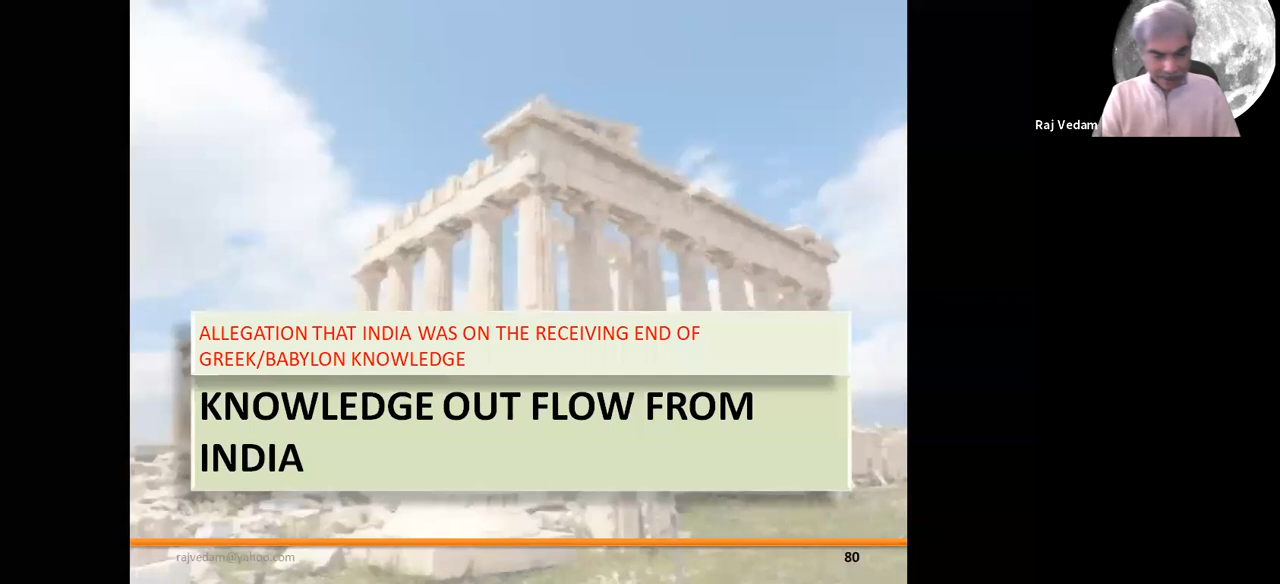 Raj Vedam
ALLEGATION THAT INDIA WAS ON THE RECEIVING END OF
GREEK/BABYLON KNOWLEDGE
KNOWLEDGE OUT FLOW FROM
INDIA
rajvedam@yahoo.com
80